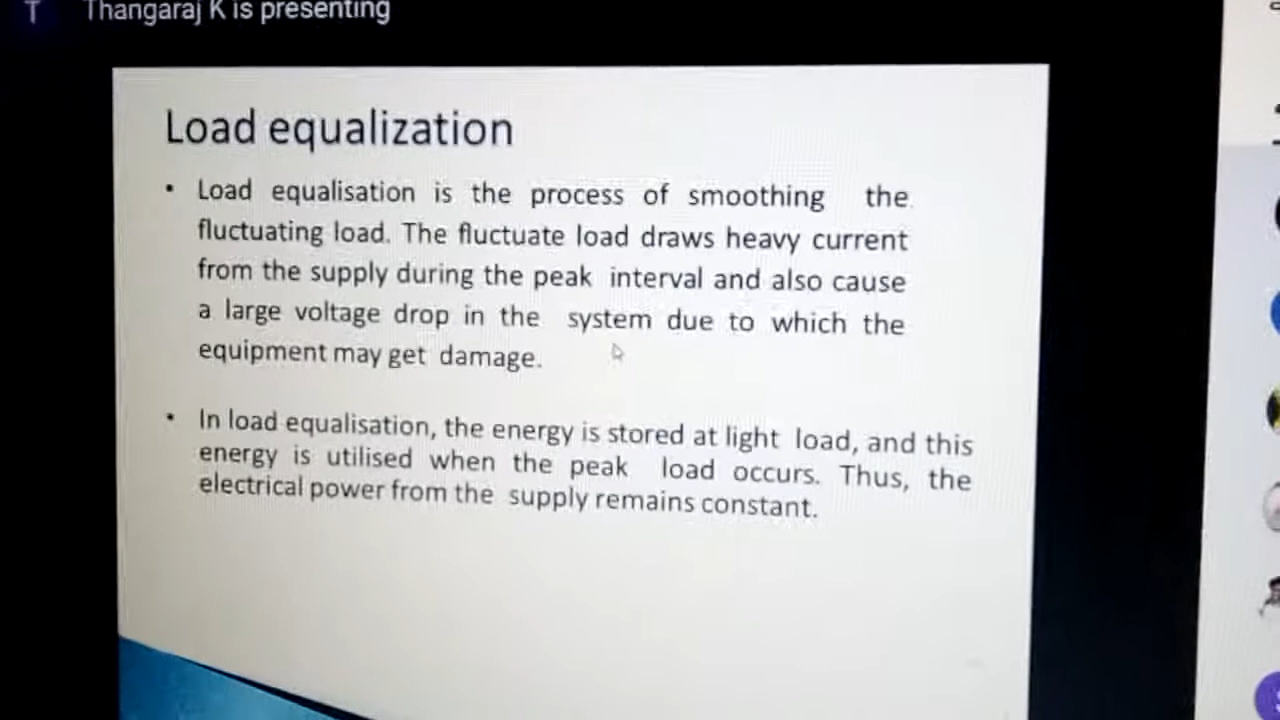 T Thangaraj K is presenting
Load equalization
• Load equalisation is the process of smoothing the
fluctuating load. The fluctuate load draws heavy current
from the supply during the peak interval and also cause
a large voltage drop in the system due to which the
equipment may get damage.
• In load equalisation, the energy is stored at light load, and this
energy is utilised when the peak load occurs. Thus, the
electrical power from the supply remains constant.